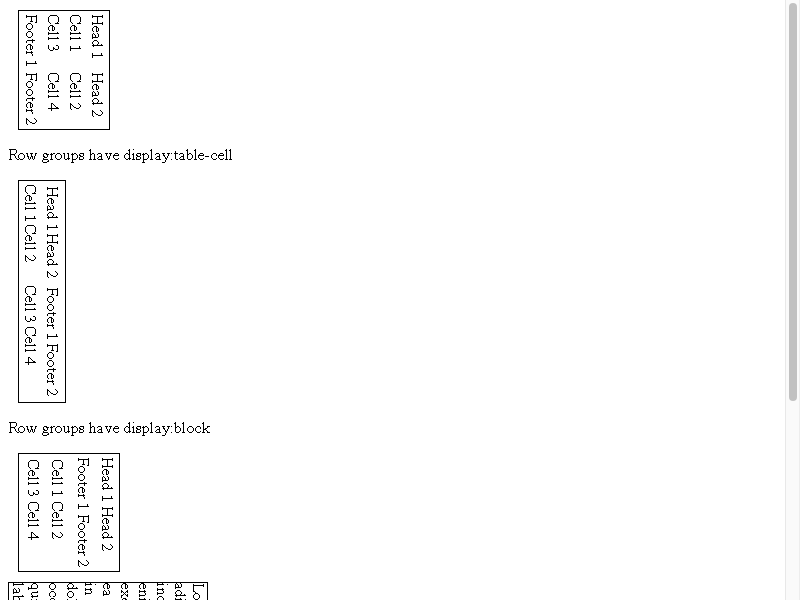 Head 1 Head 2
Cell 1 Cell 2
Cell 3 Cell 4
Footer 1 Footer 2
Row groups have display:table-cell
Head 1 Head 2 Footer 1 Footer 2
Cell 1 Cell 2 Cell 3 Cell 4
Row groups have display:block
Head 1 Head 2
Footer 1 Footer 2
Cell 1 Cell 2
Cell 3 Cell 4
ea
in